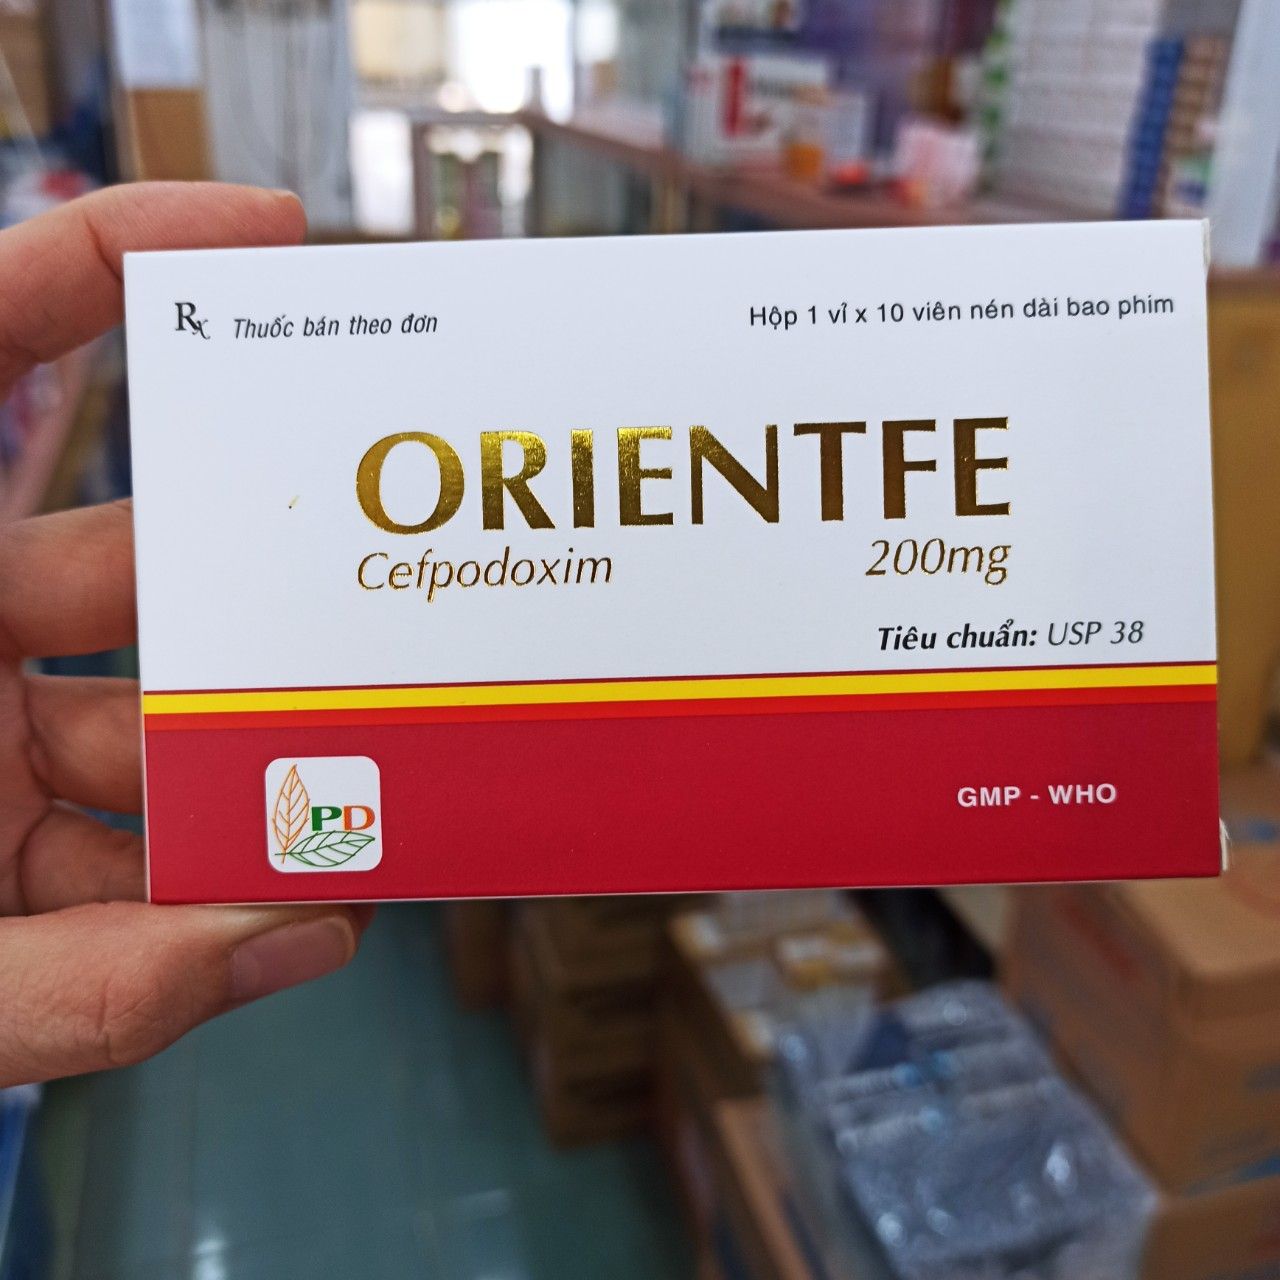 Rx Thuốc bán theo đơn
Hộp 1 vỉ x 10 viên nén dài bao phim
ORIENTFE
Cefpodoxim 200mg
Tiêu chuẩn: USP 38
PD
GMP - WHO